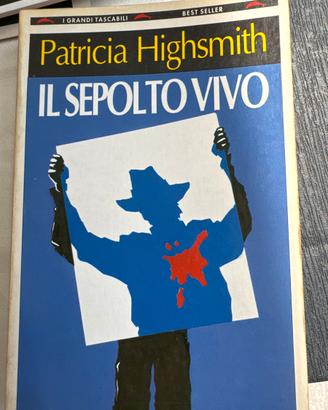 I GRANDI TASCABILI
BEST SELLER
Patricia Highsmith
IL SEPOLTO VIVO